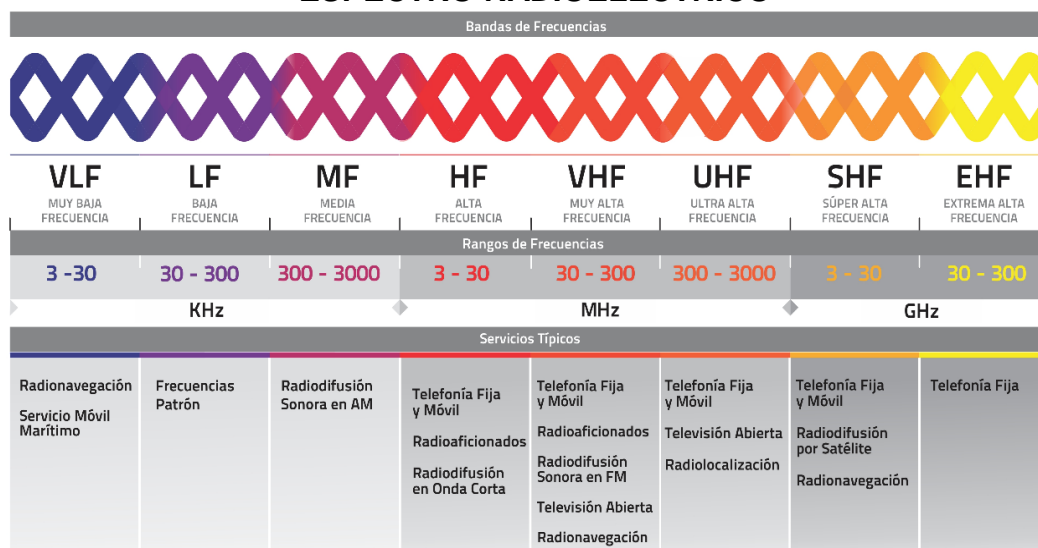 ESPECTRO RADIOELÉCTRICO
Bandas de Frecuencias
VLF
MUY BAJA
FRECUENCIA
LF
BAJA
FRECUENCIA
MF
MEDIA
FRECUENCIA
HF
ALTA
FRECUENCIA
VHF
MUY ALTA
FRECUENCIA
UHF
ULTRA ALTA
FRECUENCIA
SHF
SÚPER ALTA
FRECUENCIA
EHF
EXTREMA ALTA
FRECUENCIA
Rangos de Frecuencias
3 -30
30 - 300
300 - 3000
3 - 30
30 - 300
300 - 3000
3 - 30
30 - 300
KHz
MHz
GHz
Servicios Típicos
Radionavegación
Servicio Móvil
Marítimo
Frecuencias
Patrón
Radiodifusión
Sonora en AM
Telefonía Fija
y Móvil
Radioaficionados
Radiodifusión
en Onda Corta
Telefonía Fija
y Móvil
Radioaficionados
Radiodifusión
Sonora en FM
Televisión Abierta
Radionavegación
Telefonía Fija
y Móvil
Televisión Abierta
Radiolocalización
Telefonía Fija
y Móvil
Radiodifusión
por Satélite
Radionavegación
Telefonía Fija